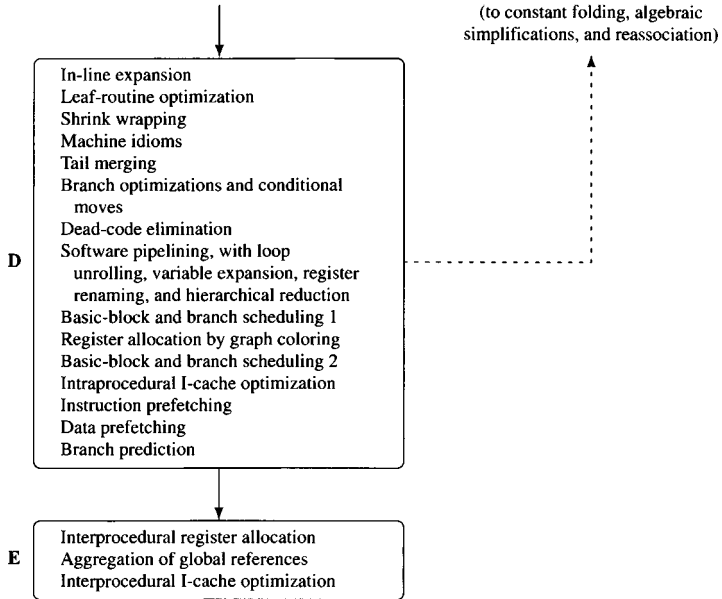 (to constant folding, algebraic
simplifications, and reassociation)
In-line expansion
Leaf-routine optimization
Shrink wrapping
Machine idioms
Tail merging
Branch optimizations and conditional
moves
Dead-code elimination
D
Software pipelining, with loop
unrolling, variable expansion, register
renaming, and hierarchical reduction
Basic-block and branch scheduling 1
Register allocation by graph coloring
Basic-block and branch scheduling 2
Intraprocedural I-cache optimization
Instruction prefetching
Data prefetching
Branch prediction
E
Interprocedural register allocation
Aggregation of global references
Interprocedural I-cache optimization